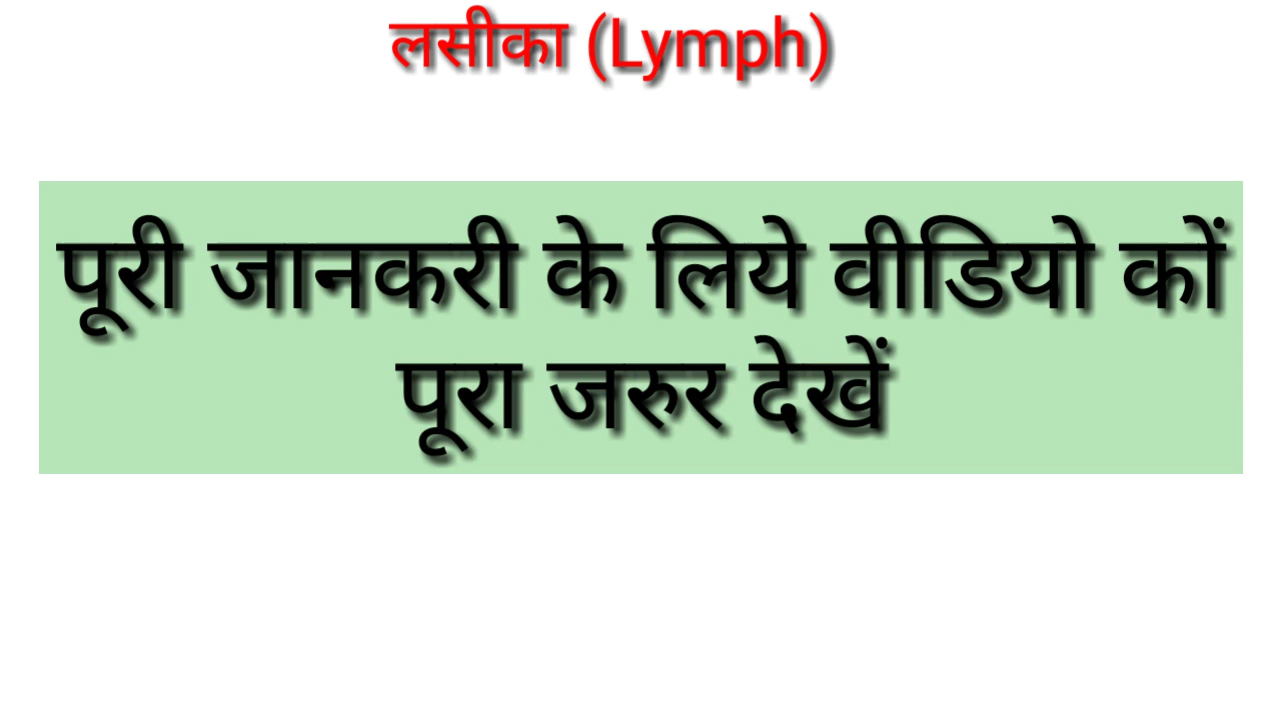 लसीका (Lymph)
पूरी जानकरी के लिये वीडियो कों
पूरा जरुर देखें